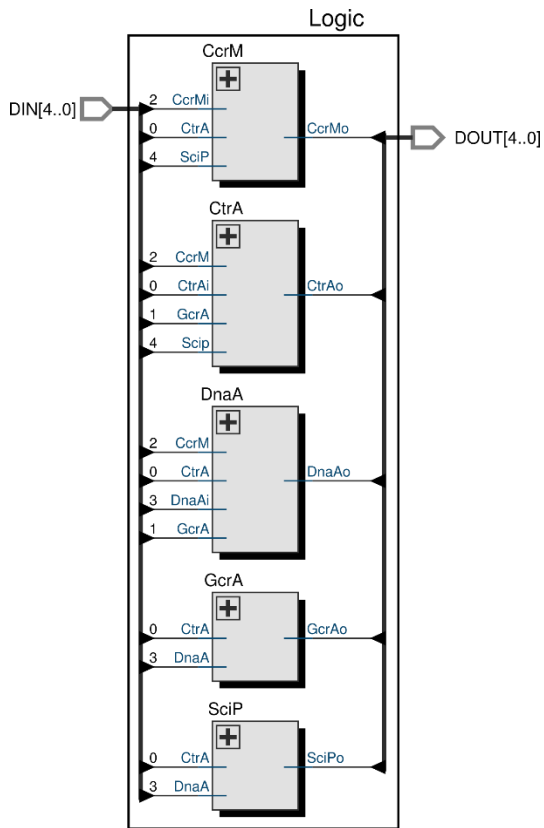 Logic
CcrM
DIN[4..0]
2 CcrMi
0 CtrA CcrMo
DOUT[4..0]
4 SciP
CtrA
2 CcrM
0 CtrAi CtrAo
1 GcrA
4 Scip
DnaA
2 CcrM
0 CtrA DnaAo
3 DnaAi
1 GcrA
GcrA
0 CtrA GcrAo
3 DnaA
SciP
0 CtrA SciPo
3 DnaA